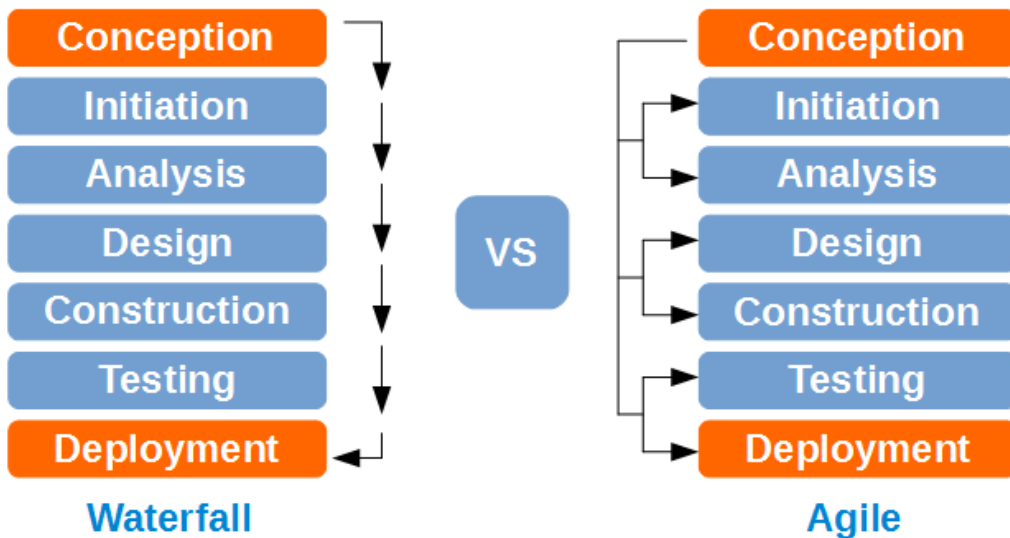 Conception
Initiation
Analysis
Design
Construction
Testing
Deployment
Waterfall
VS
Conception
Initiation
Analysis
Design
Construction
Testing
Deployment
Agile